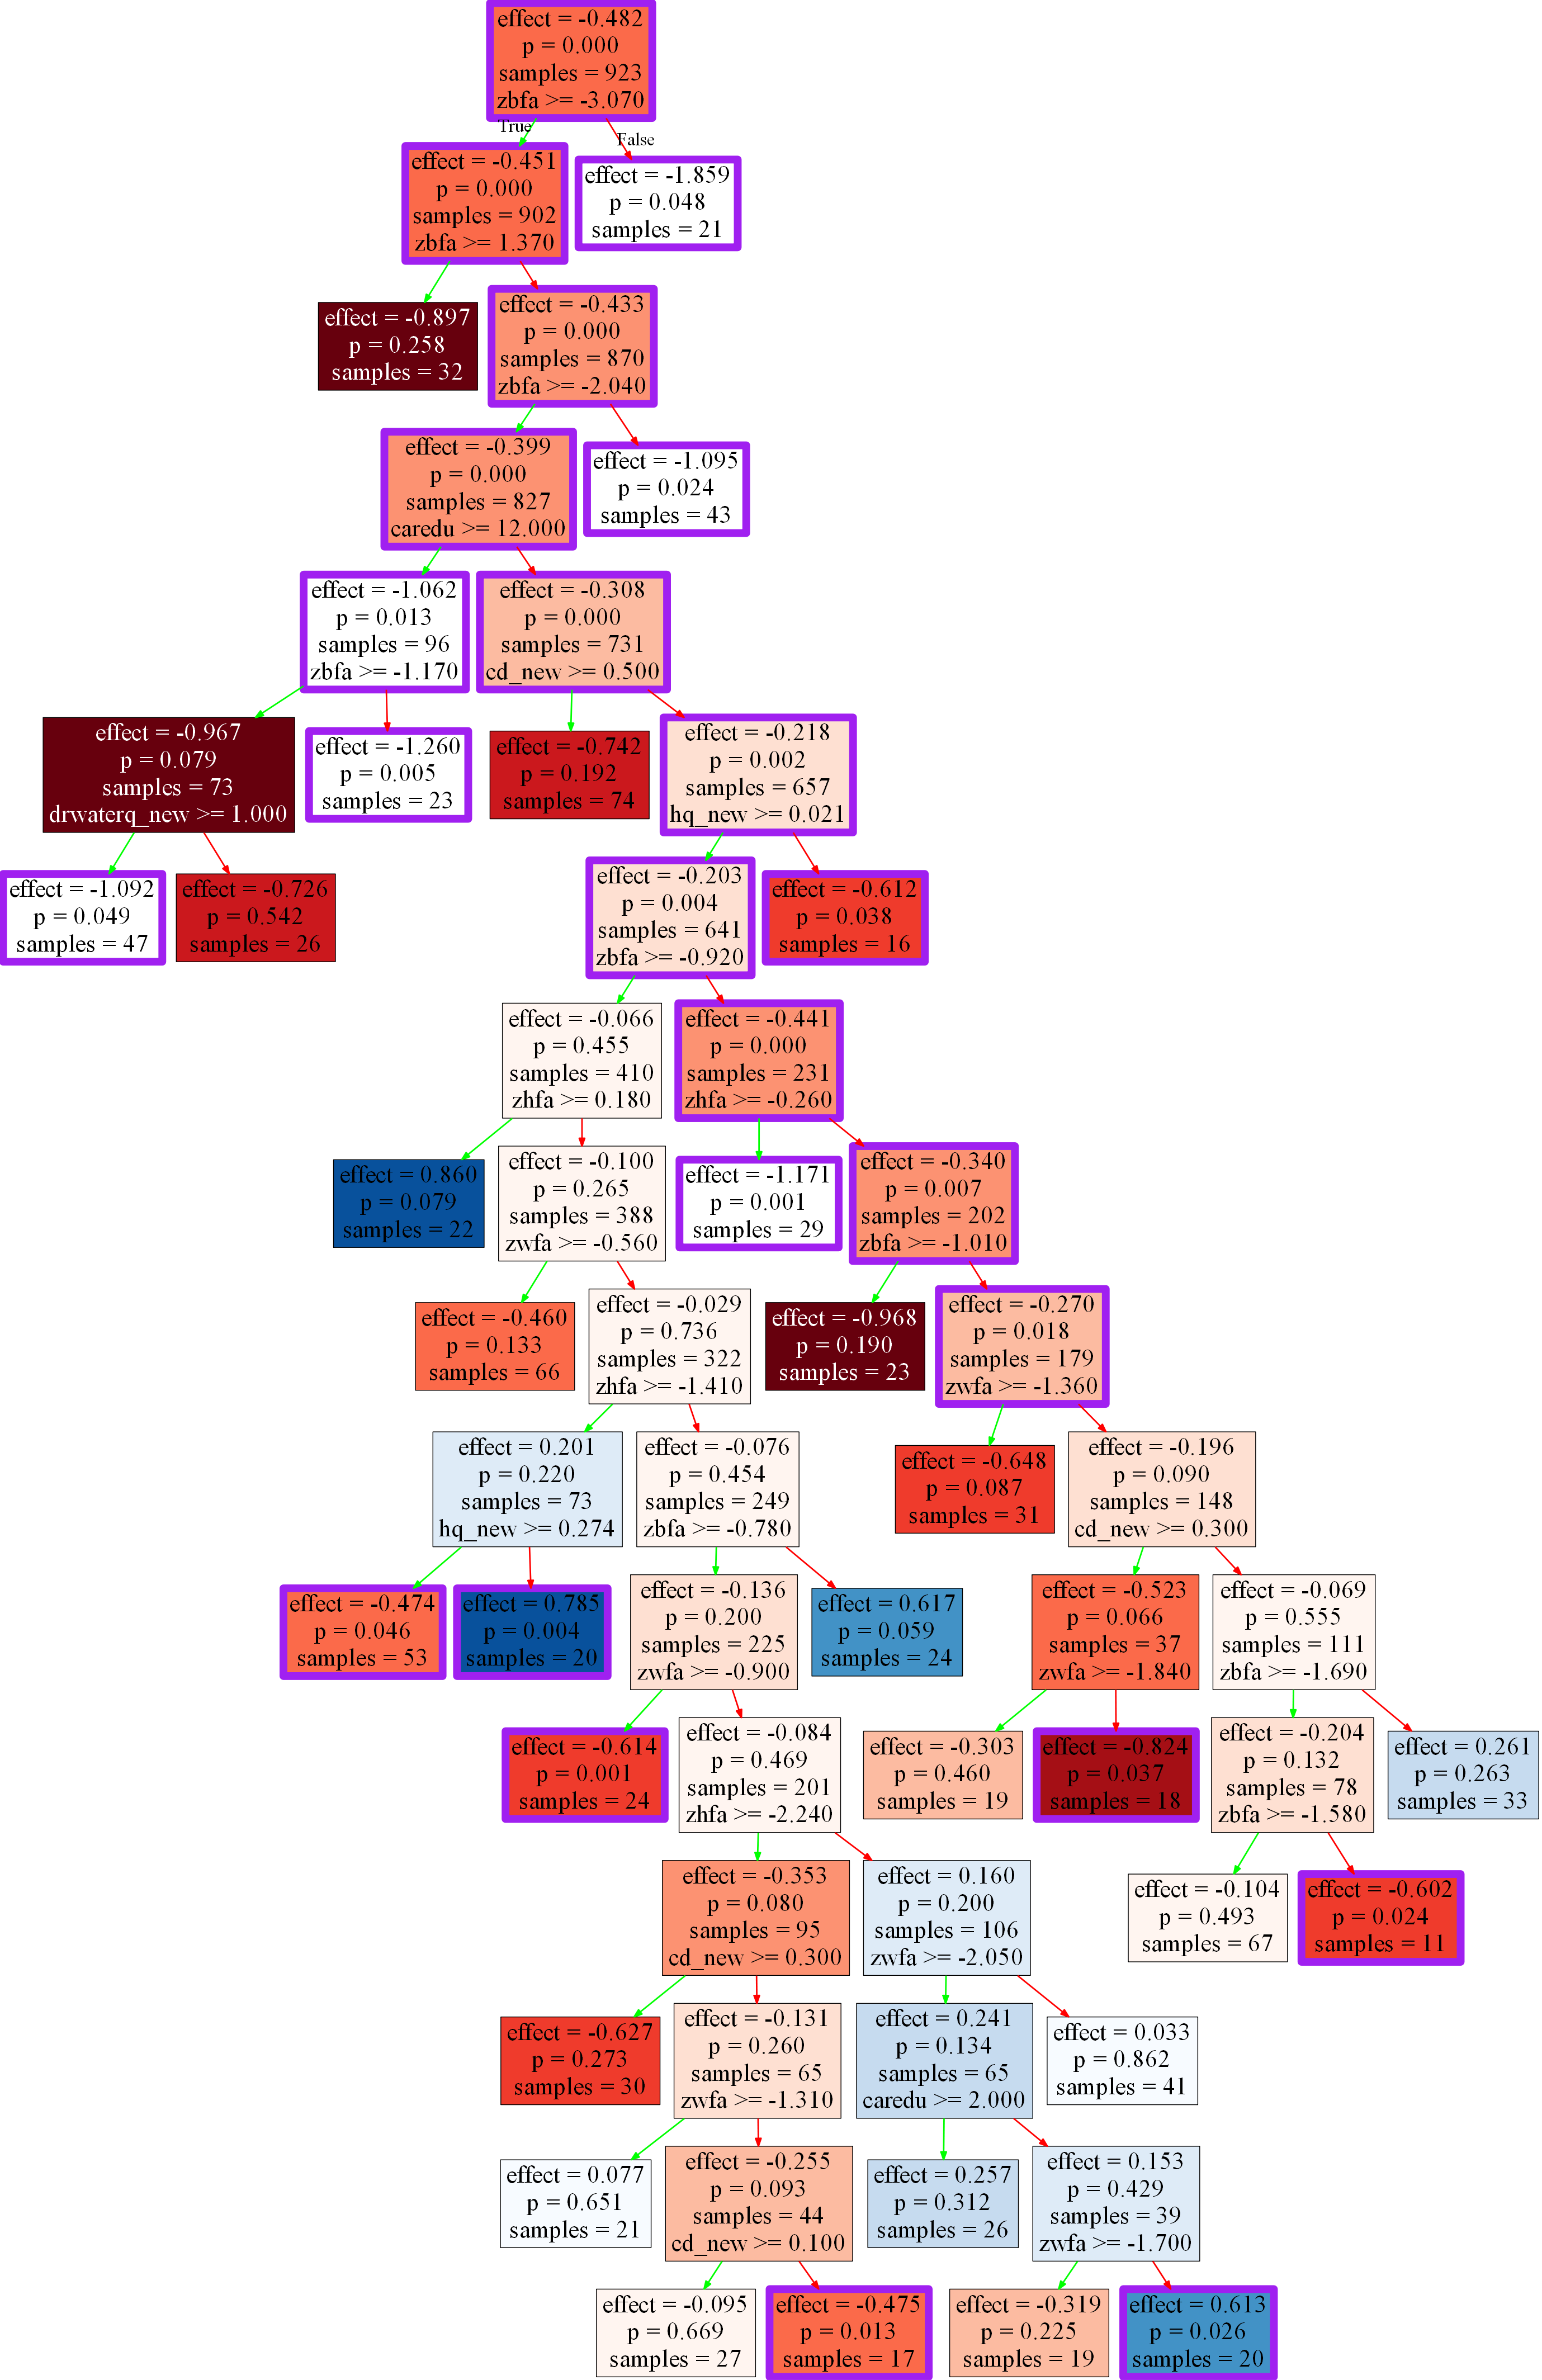 effect = -0.482
p = 0.000
samples = 923
zbfa >= -3.070
True
False
effect = -0.451
p = 0.000
samples = 902
zbfa >= 1.370
effect = -1.859
p = 0.048
samples = 21
effect = -0.897
p = 0.258
samples = 32
effect = -0.433
p = 0.000
samples = 870
zbfa >= -2.040
effect = -0.399
p = 0.000
samples = 827
caredu >= 12.000
effect = -1.095
p = 0.024
samples = 43
effect = -1.062
p = 0.013
samples = 96
zbfa >= -1.170
effect = -0.308
p = 0.000
samples = 731
cd_new >= 0.500
effect = -0.967
p = 0.079
samples = 73
drwaterq_new >= 1.000
effect = -1.260
p = 0.005
samples = 23
effect = -0.742
p = 0.192
samples = 74
effect = -0.218
p = 0.002
samples = 657
hq_new >= 0.021
effect = -1.092
p = 0.049
samples = 47
effect = -0.726
p = 0.542
samples = 26
effect = -0.203
p = 0.004
samples = 641
zbfa >= -0.920
effect = -0.612
p = 0.038
samples = 16
effect = -0.066
p = 0.455
samples = 410
zhfa >= 0.180
effect = -0.441
p = 0.000
samples = 231
zhfa >= -0.260
effect = 0.860
p = 0.079
samples = 22
effect = -0.100
p = 0.265
samples = 388
zwfa >= -0.560
effect = -1.171
p = 0.001
samples = 29
effect = -0.340
p = 0.007
samples = 202
zbfa >= -1.010
effect = -0.460
p = 0.133
samples = 66
effect = -0.029
p = 0.736
samples = 322
zhfa >= -1.410
effect = -0.968
p = 0.190
samples = 23
effect = -0.270
p = 0.018
samples = 179
zwfa >= -1.360
effect = 0.201
p = 0.220
samples = 73
hq_new >= 0.274
effect = -0.076
p = 0.454
samples = 249
zbfa >= -0.780
effect = -0.648
p = 0.087
samples = 31
effect = -0.196
p = 0.090
samples = 148
cd_new >= 0.300
effect = -0.474
p = 0.046
samples = 53
effect = 0.785
p = 0.004
samples = 20
effect = -0.136
p = 0.200
samples = 225
zwfa >= -0.900
effect = 0.617
p = 0.059
samples = 24
effect = -0.523
p = 0.066
samples = 37
zwfa >= -1.840
effect = -0.069
p = 0.555
samples = 111
zbfa >= -1.690
effect = -0.614
p = 0.001
samples = 24
effect = -0.084
p = 0.469
samples = 201
zhfa >= -2.240
effect = -0.303
p = 0.460
samples = 19
effect = -0.824
p = 0.037
samples = 18
effect = -0.204
p = 0.132
samples = 78
zbfa >= -1.580
effect = 0.261
p = 0.263
samples = 33
effect = -0.353
p = 0.080
samples = 95
cd_new >= 0.300
effect = 0.160
p = 0.200
samples = 106
zwfa >= -2.050
effect = -0.104
p = 0.493
samples = 67
effect = -0.602
p = 0.024
samples = 11
effect = -0.627
p = 0.273
samples = 30
effect = -0.131
p = 0.260
samples = 65
zwfa >= -1.310
effect = 0.241
p = 0.134
samples = 65
caredu >= 2.000
effect = 0.033
p = 0.862
samples = 41
effect = 0.077
p = 0.651
samples = 21
effect = -0.255
p = 0.093
samples = 44
cd_new >= 0.100
effect = 0.257
p = 0.312
samples = 26
effect = 0.153
p = 0.429
samples = 39
zwfa >= -1.700
effect = -0.095
p = 0.669
samples = 27
effect = -0.475
p = 0.013
samples = 17
effect = -0.319
p = 0.225
samples = 19
effect = 0.613
p = 0.026
samples = 20